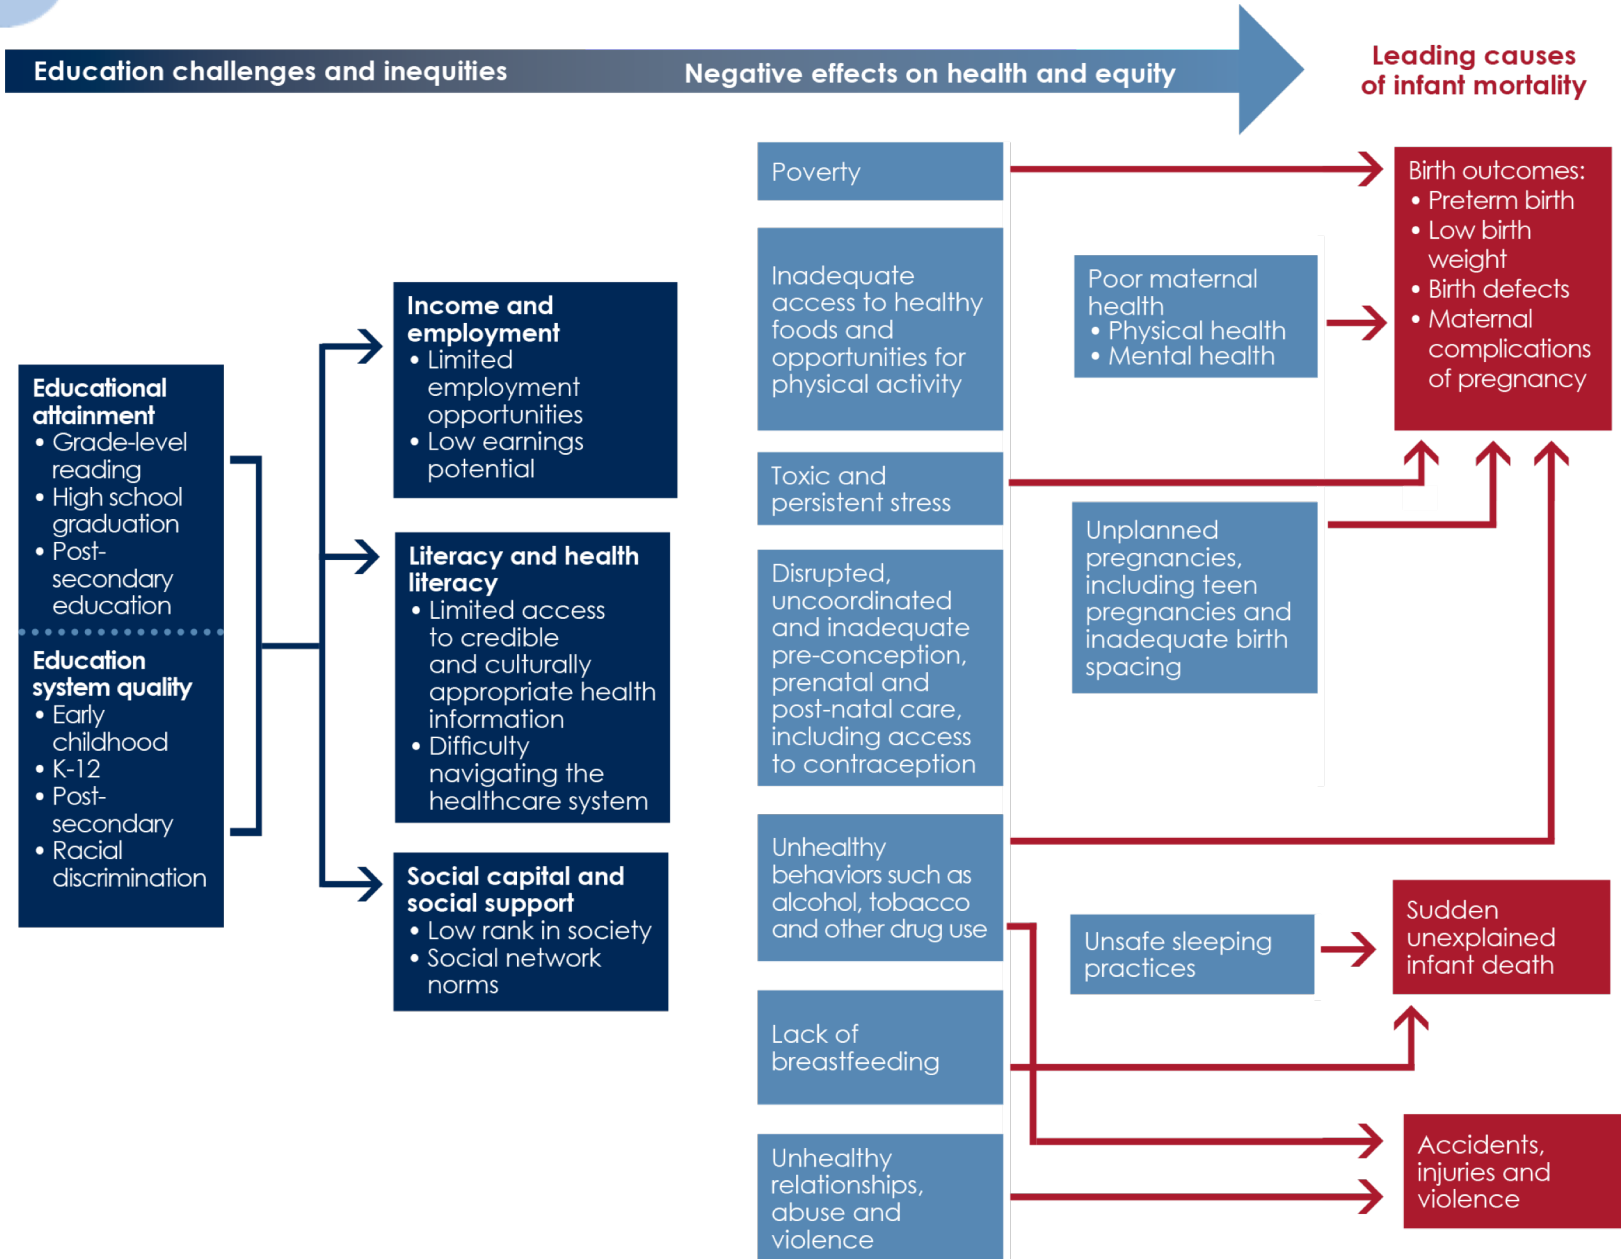 Education challenges and inequities
Negative effects on health and equity
Leading causes
of infant mortality
Educational
attainment
• Grade-level
reading
• High school
graduation
• Post-
secondary
education
Education
system quality
• Early
childhood
• K-12
• Post-
secondary
• Racial
discrimination
Income and
employment
• Limited
employment
opportunities
• Low earnings
potential
Literacy and health
literacy
• Limited access
to credible
and culturally
appropriate health
information
• Difficulty
navigating the
healthcare system
Social capital and
social support
• Low rank in society
• Social network
norms
Poverty
Inadequate
access to healthy
foods and
opportunities for
physical activity
Toxic and
persistent stress
Disrupted,
uncoordinated
and inadequate
pre-conception,
prenatal and
post-natal care,
including access
to contraception
Unhealthy
behaviors such as
alcohol, tobacco
and other drug use
Lack of
breastfeeding
Unhealthy
relationships,
abuse and
violence
Poor maternal
health
• Physical health
• Mental health
Unplanned
pregnancies,
including teen
pregnancies and
inadequate birth
spacing
Unsafe sleeping
practices
Birth outcomes:
• Preterm birth
• Low birth
weight
• Birth defects
• Maternal
complications
of pregnancy
Sudden
unexplained
infant death
Accidents,
injuries and
violence